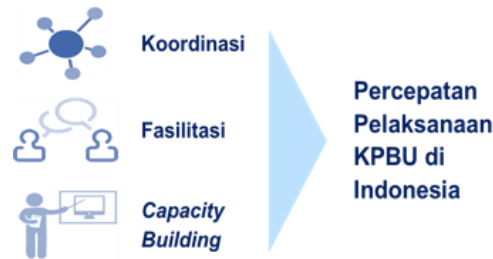 Koordinasi
Fasilitasi
Capacity
Building
Percepatan
Pelaksanaan
KPBU di
Indonesia